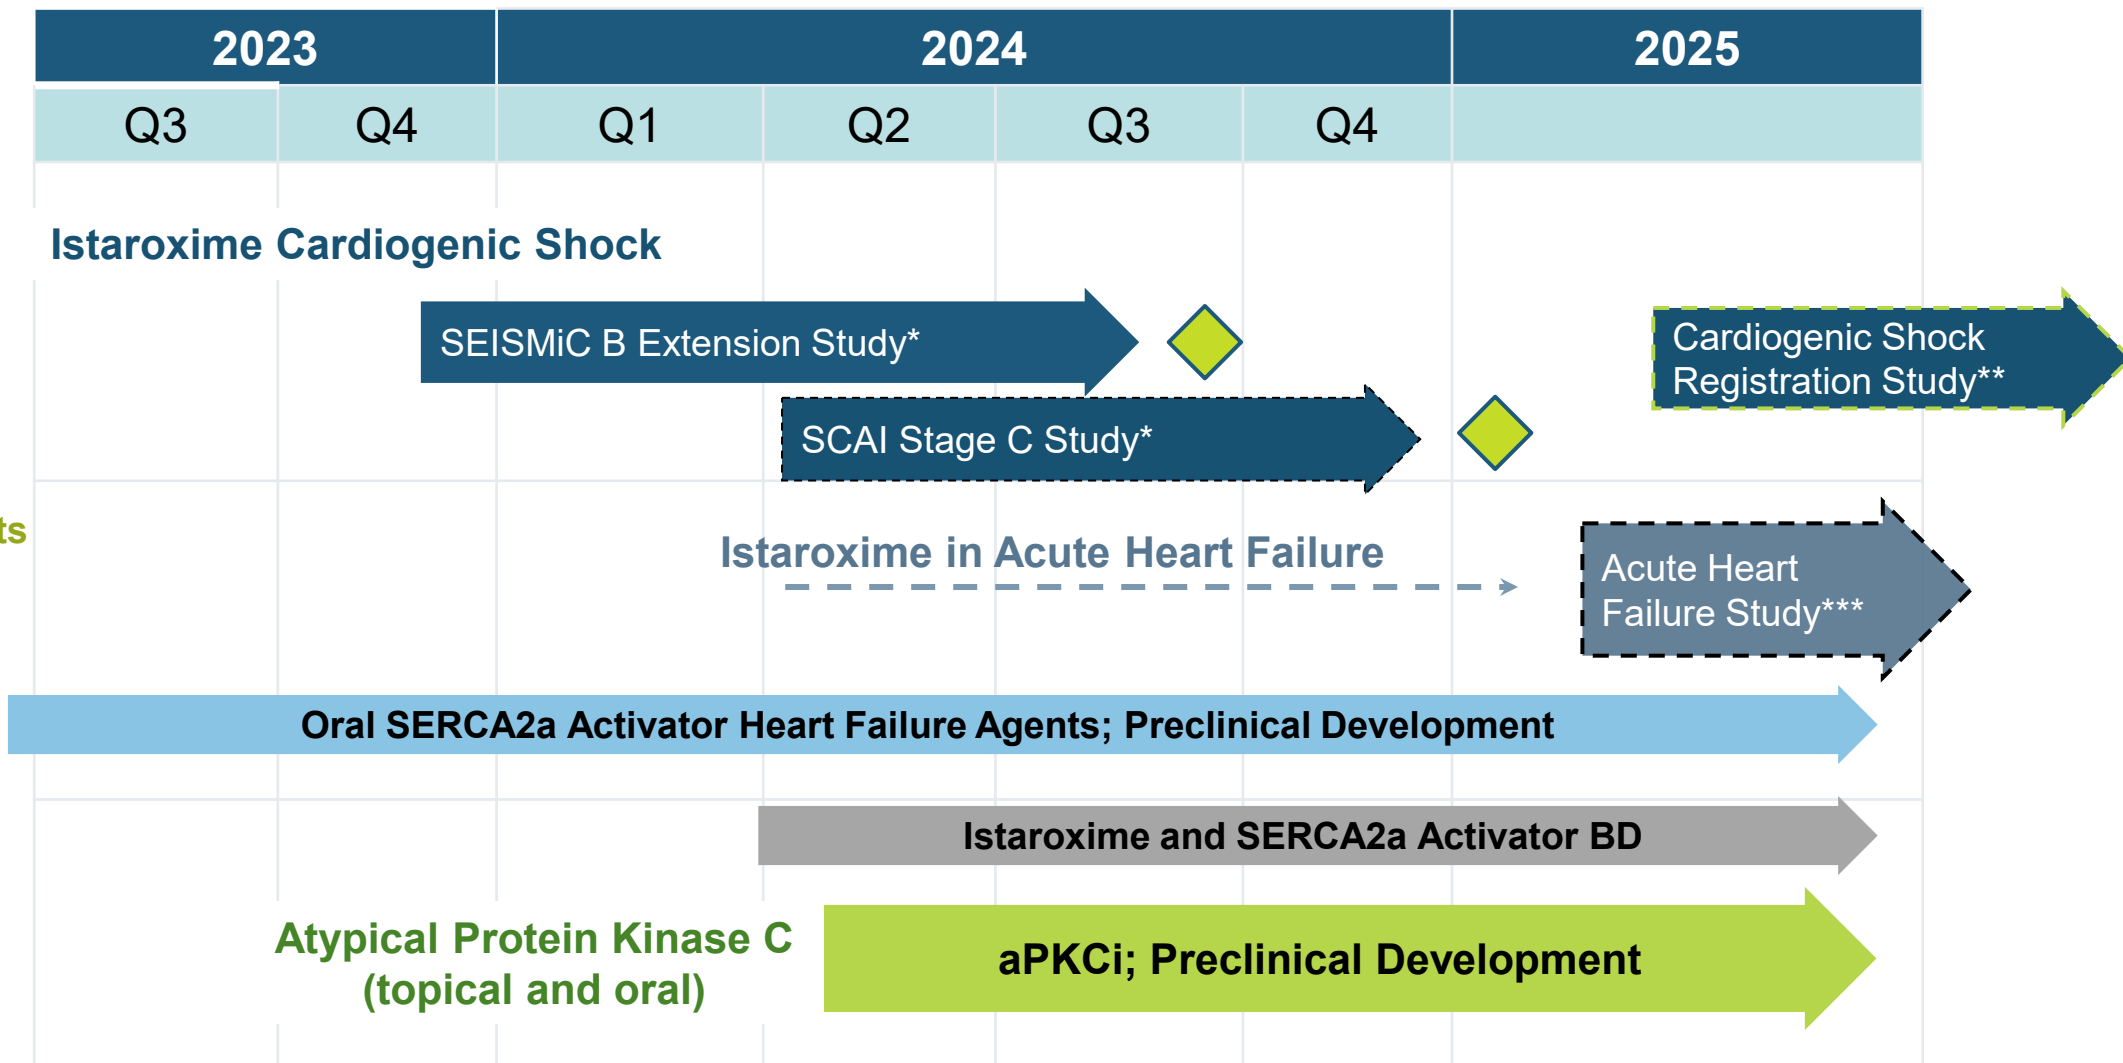 2023 2024 2025
Q3 Q4 Q1 Q2 Q3 Q4
Istaroxime Cardiogenic Shock
SEISMiC B Extension Study*
Cardiogenic Shock
Registration Study**
SCAI Stage C Study*
ts
Istaroxime in Acute Heart Failure
Acute Heart
Failure Study***
Oral SERCA2a Activator Heart Failure Agents; Preclinical Development
Istaroxime and SERCA2a Activator BD
Atypical Protein Kinase C
(topical and oral)
aPKCi; Preclinical Development